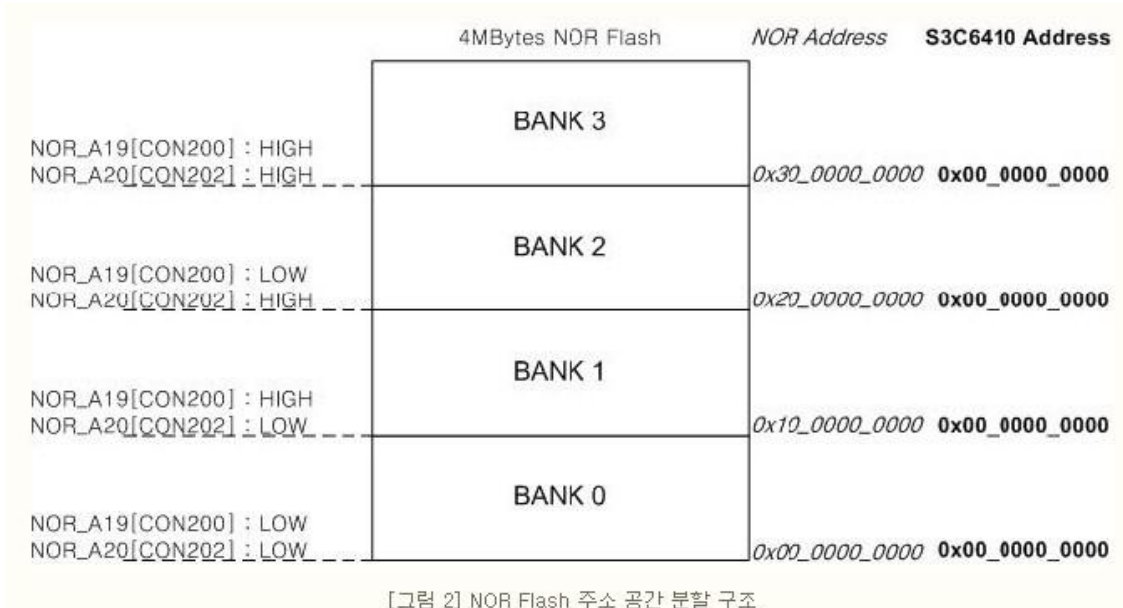 4MBytes NOR Flash NOR Address S3C6410 Address
BANK 3
NOR_A19[CON200] : HIGH
NOR_A20[CON202] : HIGH
0x30_0000_0000 0x00_0000_0000
BANK 2
NOR_A19[CON200] : LOW
NOR_A20[CON202] : HIGH
0x20_0000_0000 0x00_0000_0000
BANK 1
NOR_A19[CON200] : HIGH
NOR_A20[CON202] : LOW
0x10_0000_0000 0x00_0000_0000
BANK 0
NOR_A19[CON200] : LOW
NOR_A20[CON202] : LOW
0x00_0000_0000 0x00_0000_0000
[그림 2] NOR Flash 주소 공간 분할 구조